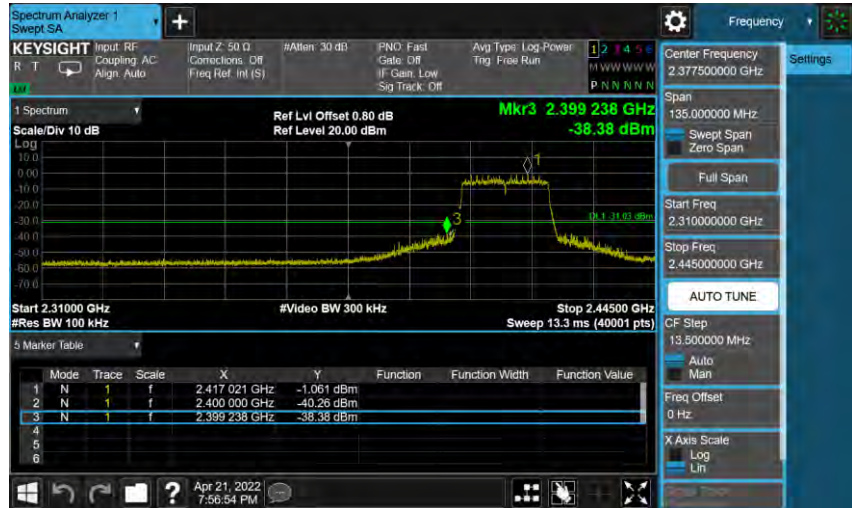 Spectrum Analyzer 1
Swept SA
+
Frequency
KEYSIGHT
R T
Input: RF
Coupling: AC
Align: Auto
Input Z: 50 Ω
Corrections: Off
Freq Ref: Int (S)
#Atten: 30 dB
PNO: Fast
Gate: Off
IF Gain: Low
Sig Track: Off
Avg Type: Log-Power
Trig: Free Run
1 2 3 4 5 6
M W W W W W
P N N N N N
1 Spectrum
Scale/Div 10 dB
Ref Lvl Offset 0.80 dB
Ref Level 20.00 dBm
Mkr3 2.399 238 GHz
-38.38 dBm
Log
10.0
0.00
-10.0
-20.0
-30.0
-40.0
-50.0
-60.0
-70.0
1
3
DL1 -31.03 dBm
Start 2.31000 GHz
#Res BW 100 kHz
#Video BW 300 kHz
Stop 2.44500 GHz
Sweep 13.3 ms (40001 pts)
5 Marker Table
Mode Trace Scale X Y Function Function Width Function Value
1 N 1 f 2.417 021 GHz -1.061 dBm
2 N 1 f 2.400 000 GHz -40.26 dBm
3 N 1 f 2.399 238 GHz -38.38 dBm
4
5
6
?
Apr 21, 2022
7:56:54 PM
Center Frequency
2.377500000 GHz
Span
135.000000 MHz
Swept Span
Zero Span
Full Span
Start Freq
2.310000000 GHz
Stop Freq
2.445000000 GHz
AUTO TUNE
CF Step
13.500000 MHz
Auto
Man
Freq Offset
0 Hz
X Axis Scale
Log
Lin
Settings